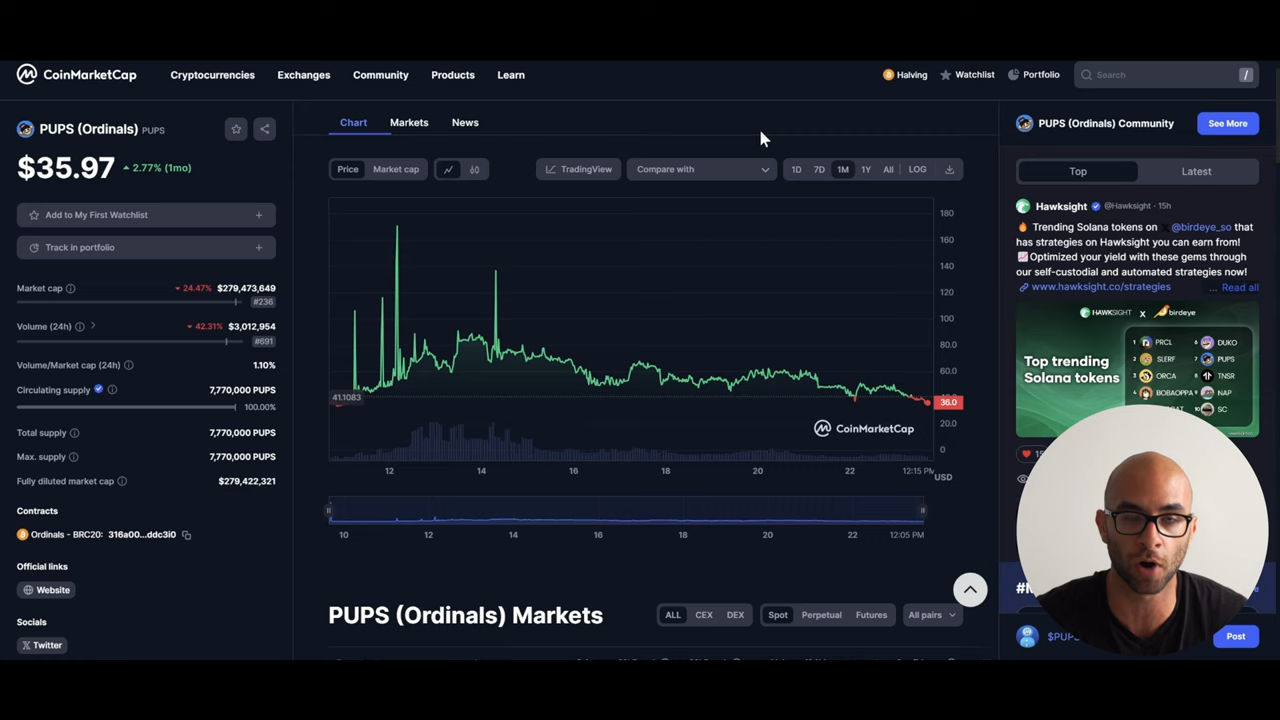 CoinMarketCap
Cryptocurrencies
Exchanges
Community
Products
Learn
Halving
Watchlist
Portfolio
Search
/
PUPS (Ordinals) PUPS
$35.97 2.77% (1mo)
Add to My First Watchlist +
Track in portfolio +
Market cap 24.47% $279,473,649
#236
Volume (24h) 42.31% $3,012,954
#691
Volume/Market cap (24h) 1.10%
Circulating supply 7,770,000 PUPS
100.00%
Total supply 7,770,000 PUPS
Max. supply 7,770,000 PUPS
Fully diluted market cap $279,422,321
Contracts
Ordinals - BRC20: 316a00...ddc3i0
Official links
Website
Socials
Twitter
Chart Markets News
Price Market cap
TradingView
Compare with
1D 7D 1M 1Y All LOG
180
160
140
120
100
80.0
60.0
36.0
20.0
0
41.1083
CoinMarketCap
12 14 16 18 20 22 12:15 PM
USD
10 12 14 16 18 20 22 12:05 PM
PUPS (Ordinals) Markets
ALL CEX DEX
Spot Perpetual Futures
All pairs
PUPS (Ordinals) Community
See More
Top Latest
Hawksight @Hawksight · 15h
Trending Solana tokens on @birdeye_so that
has strategies on Hawksight you can earn from!
Optimized your yield with these gems through
our self-custodial and automated strategies now!
www.hawksight.co/strategies ... Read all
HAWKSIGHT X birdeye
Top trending
Solana tokens
1 PRCL 6 DUKO
2 SLERF 7 PUPS
3 ORCA 8 TNSR
4 BOBAOPPA 9 NAP
10 SC
$PUPS
Post